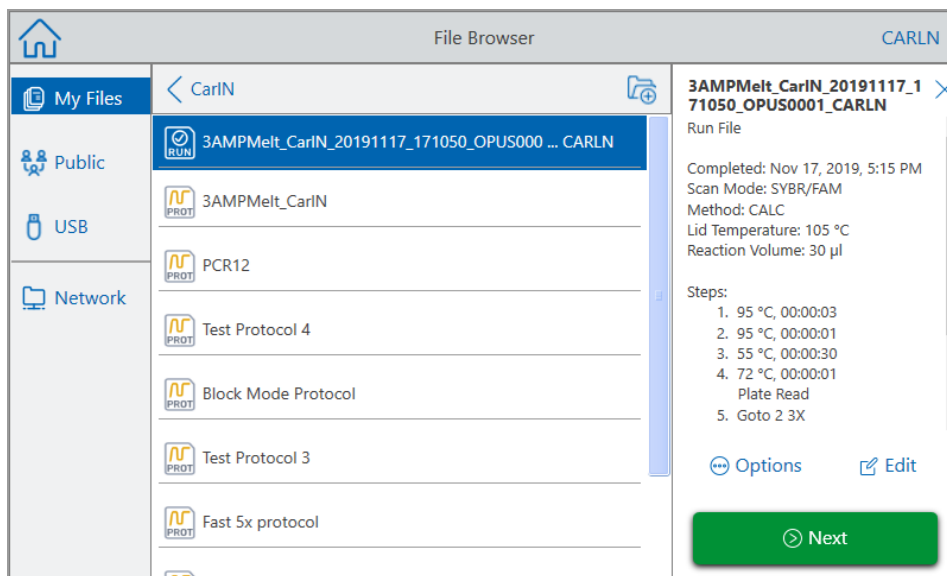 File Browser
CARLN
My Files
Public
USB
Network
CarlN
RUN
3AMPMelt_CarlN_20191117_171050_OPUS000 ... CARLN
PROT
3AMPMelt_CarlN
PROT
PCR12
PROT
Test Protocol 4
PROT
Block Mode Protocol
PROT
Test Protocol 3
PROT
Fast 5x protocol
3AMPMelt_CarlN_20191117_1
71050_OPUS0001_CARLN
Run File
Completed: Nov 17, 2019, 5:15 PM
Scan Mode: SYBR/FAM
Method: CALC
Lid Temperature: 105 °C
Reaction Volume: 30 µl
Steps:
1. 95 °C, 00:00:03
2. 95 °C, 00:00:01
3. 55 °C, 00:00:30
4. 72 °C, 00:00:01
Plate Read
5. Goto 2 3X
Options
Edit
Next